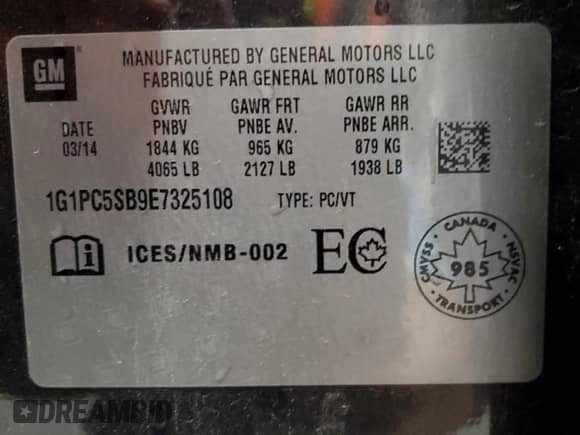 GM
MANUFACTURED BY GENERAL MOTORS LLC
FABRIQUÉ PAR GENERAL MOTORS LLC
DATE
03/14
GVWR
PNBV
1844 KG
4065 LB
GAWR FRT
PNBE AV.
965 KG
2127 LB
GAWR RR
PNBE ARR.
879 KG
1938 LB
1G1PC5SB9E7325108 TYPE: PC/VT
i ICES/NMB-002 EC
CANADA
CMVSS 985 NSVAC
TRANSPORT
DREAMBID